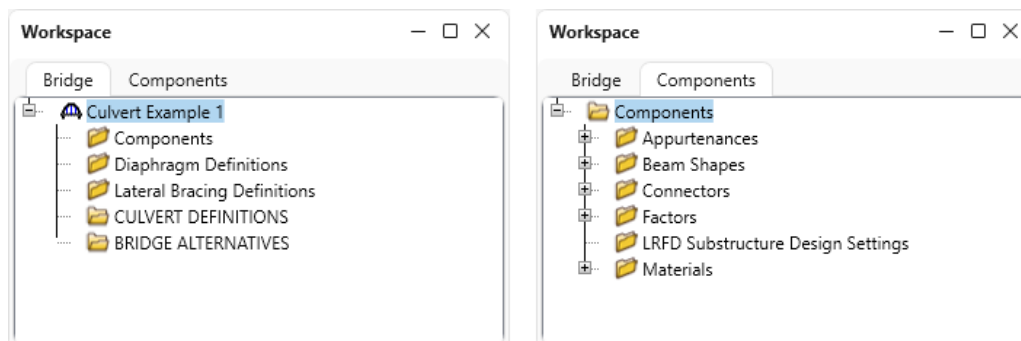 Workspace
Bridge Components
Culvert Example 1
Components
Diaphragm Definitions
Lateral Bracing Definitions
CULVERT DEFINITIONS
BRIDGE ALTERNATIVES
Workspace
Bridge Components
Components
Appurtenances
Beam Shapes
Connectors
Factors
LRFD Substructure Design Settings
Materials